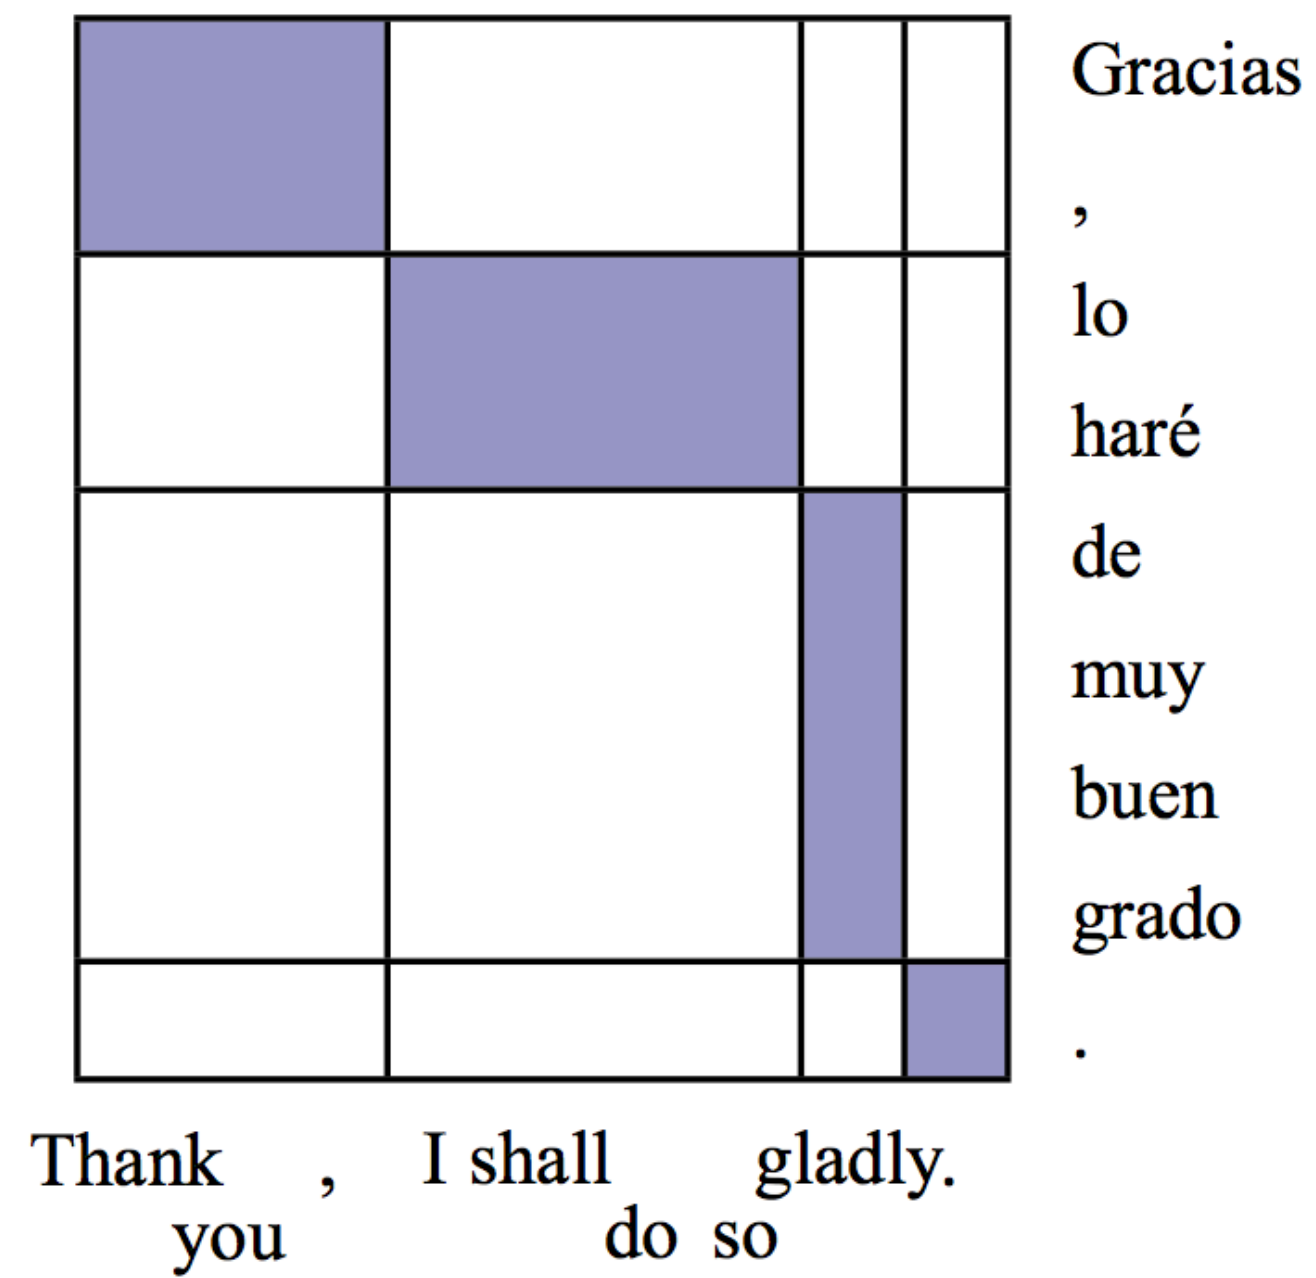 Gracias
,
lo
haré
de
muy
buen
grado
.
Thank , I shall gladly.
you do so